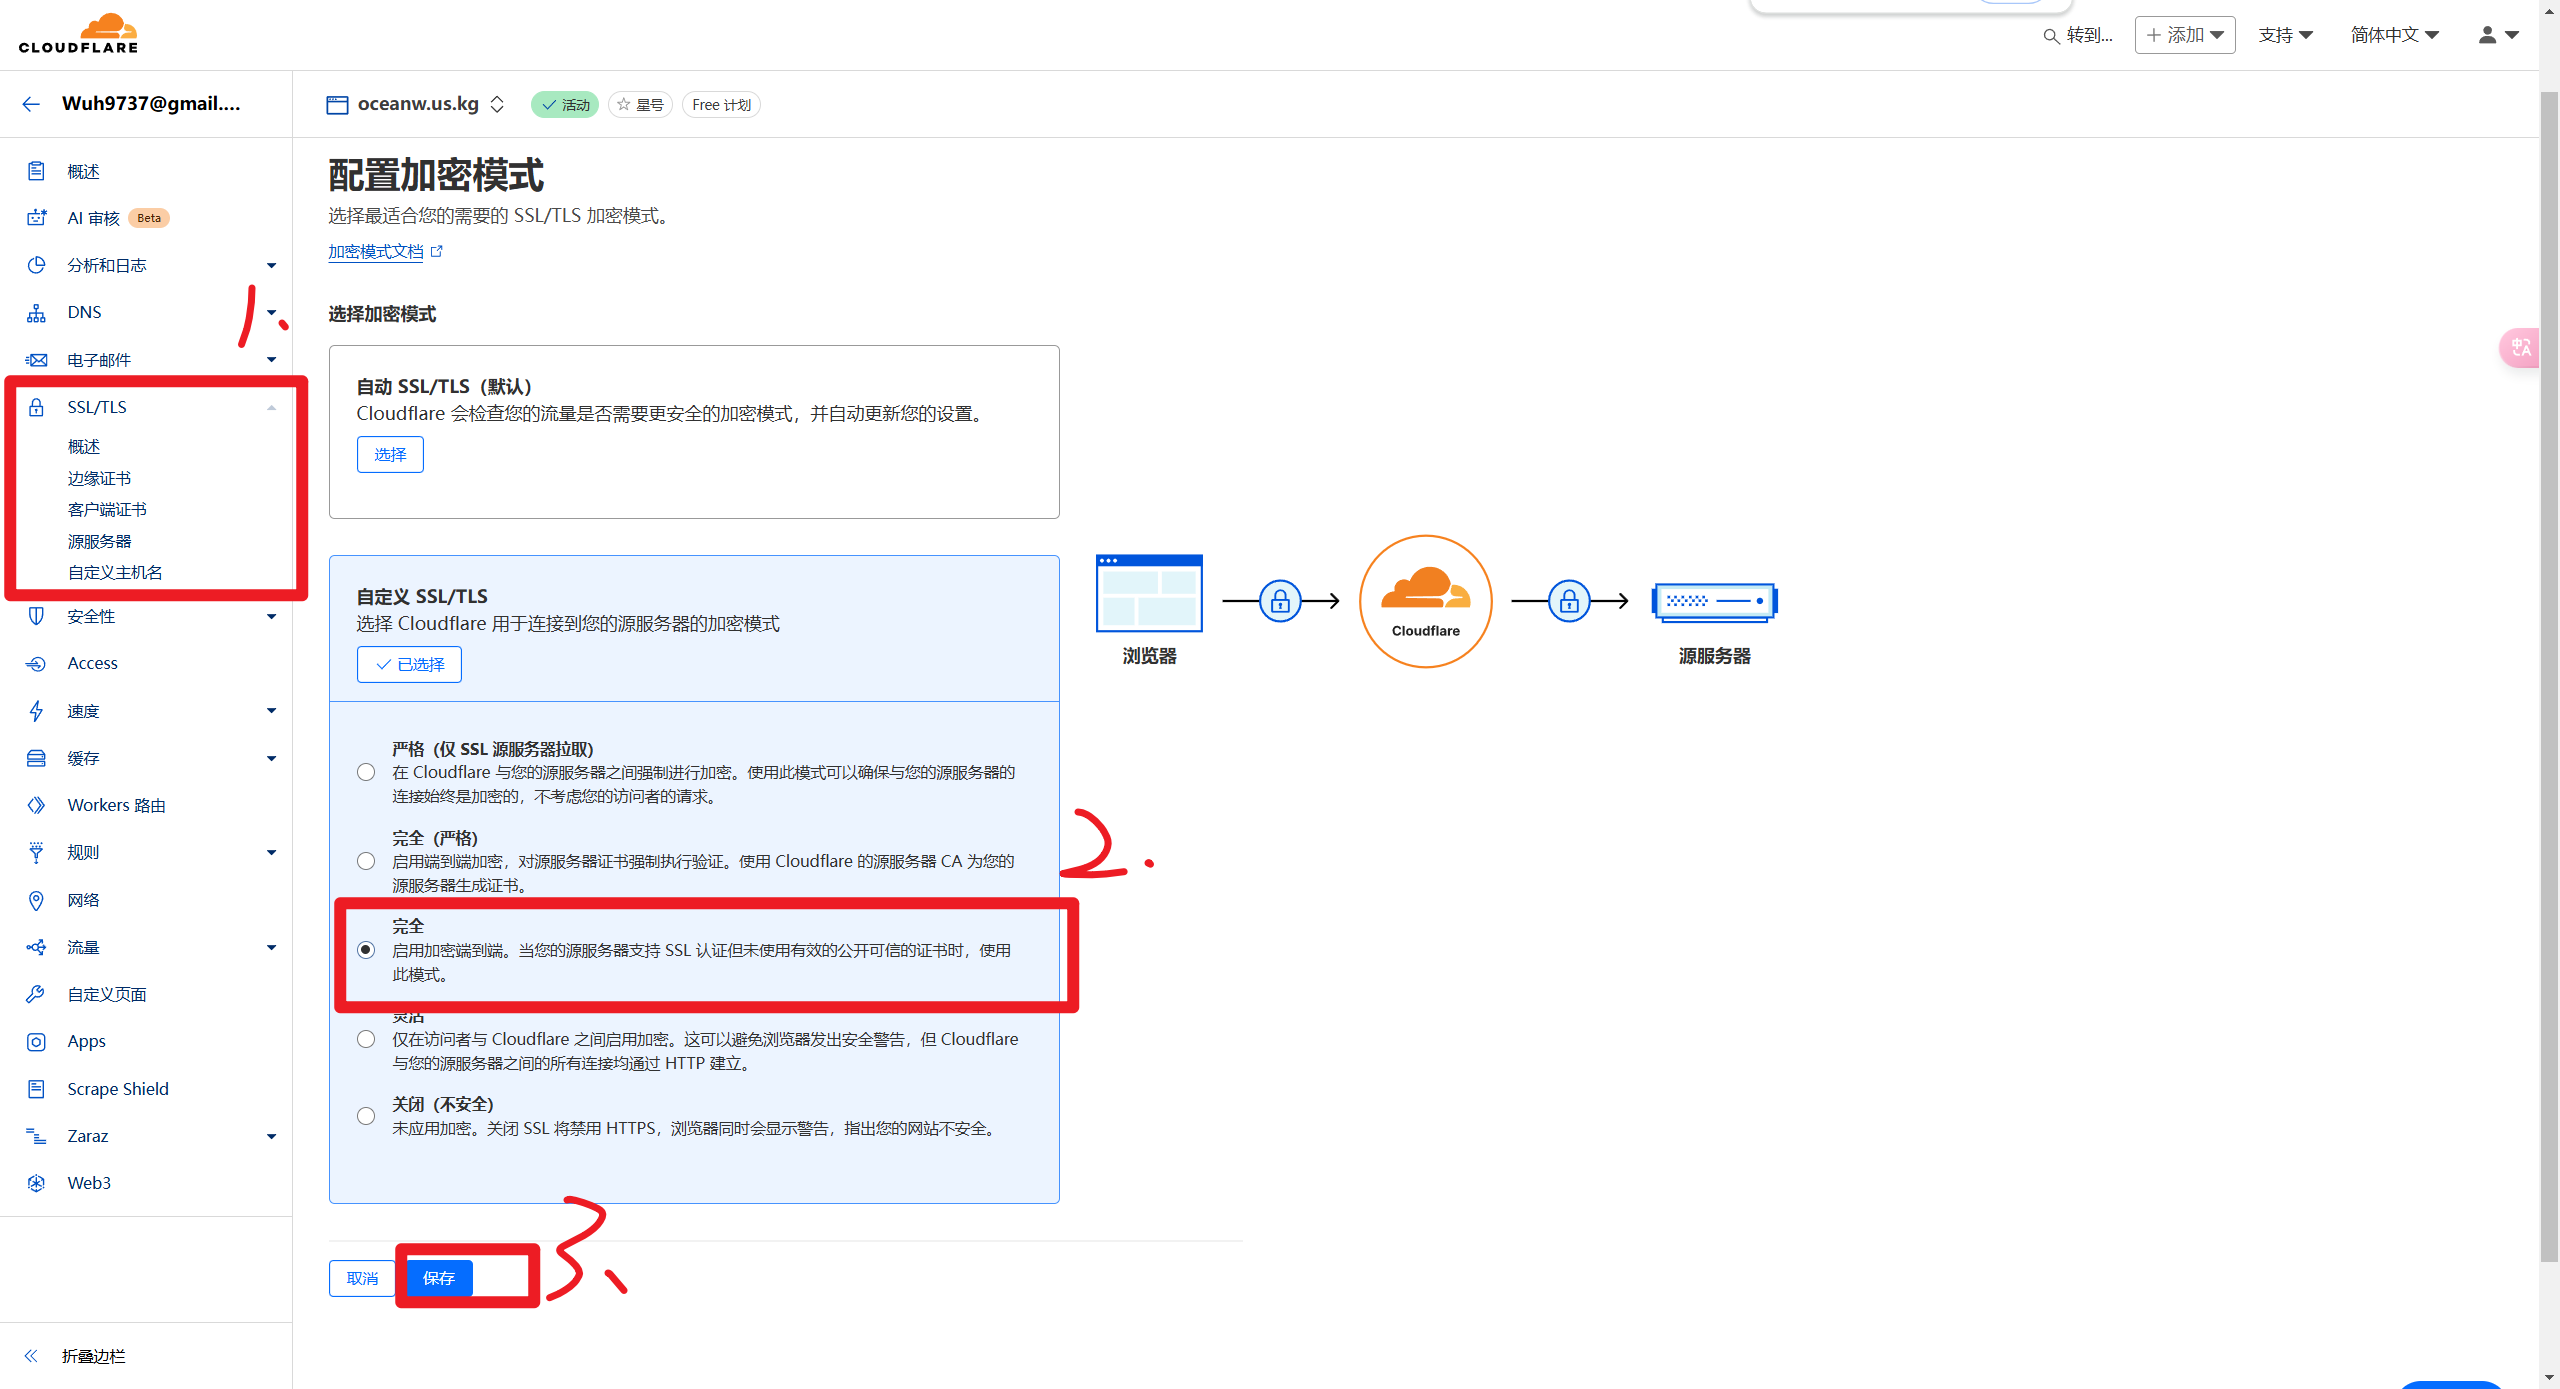 CLOUDFLARE
转到...
添加
支持
简体中文
Wuh9737@gmail....
oceanw.us.kg
活动
星号
Free 计划
概述
AI 审核
Beta
分析和日志
DNS
电子邮件
SSL/TLS
概述
边缘证书
客户端证书
源服务器
自定义主机名
安全性
Access
速度
缓存
Workers 路由
规则
网络
流量
自定义页面
Apps
Scrape Shield
Zaraz
Web3
折叠边栏
1、
配置加密模式
选择最适合您的需要的 SSL/TLS 加密模式。
加密模式文档
选择加密模式
自动 SSL/TLS（默认）
Cloudflare 会检查您的流量是否需要更安全的加密模式，并自动更新您的设置。
选择
自定义 SSL/TLS
选择 Cloudflare 用于连接到您的源服务器的加密模式
已选择
严格（仅 SSL 源服务器拉取）
在 Cloudflare 与您的源服务器之间强制进行加密。使用此模式可以确保与您的源服务器的
连接始终是加密的，不考虑您的访问者的请求。
完全（严格）
启用端到端加密，对源服务器证书强制执行验证。使用 Cloudflare 的源服务器 CA 为您的
源服务器生成证书。
2.
完全
启用加密端到端。当您的源服务器支持 SSL 认证但未使用有效的公开可信的证书时，使用
此模式。
灵活
仅在访问者与 Cloudflare 之间启用加密。这可以避免浏览器发出安全警告，但 Cloudflare
与您的源服务器之间的所有连接均通过 HTTP 建立。
关闭（不安全）
未应用加密。关闭 SSL 将禁用 HTTPS，浏览器同时会显示警告，指出您的网站不安全。
取消
保存
3、
浏览器
Cloudflare
源服务器
中
A